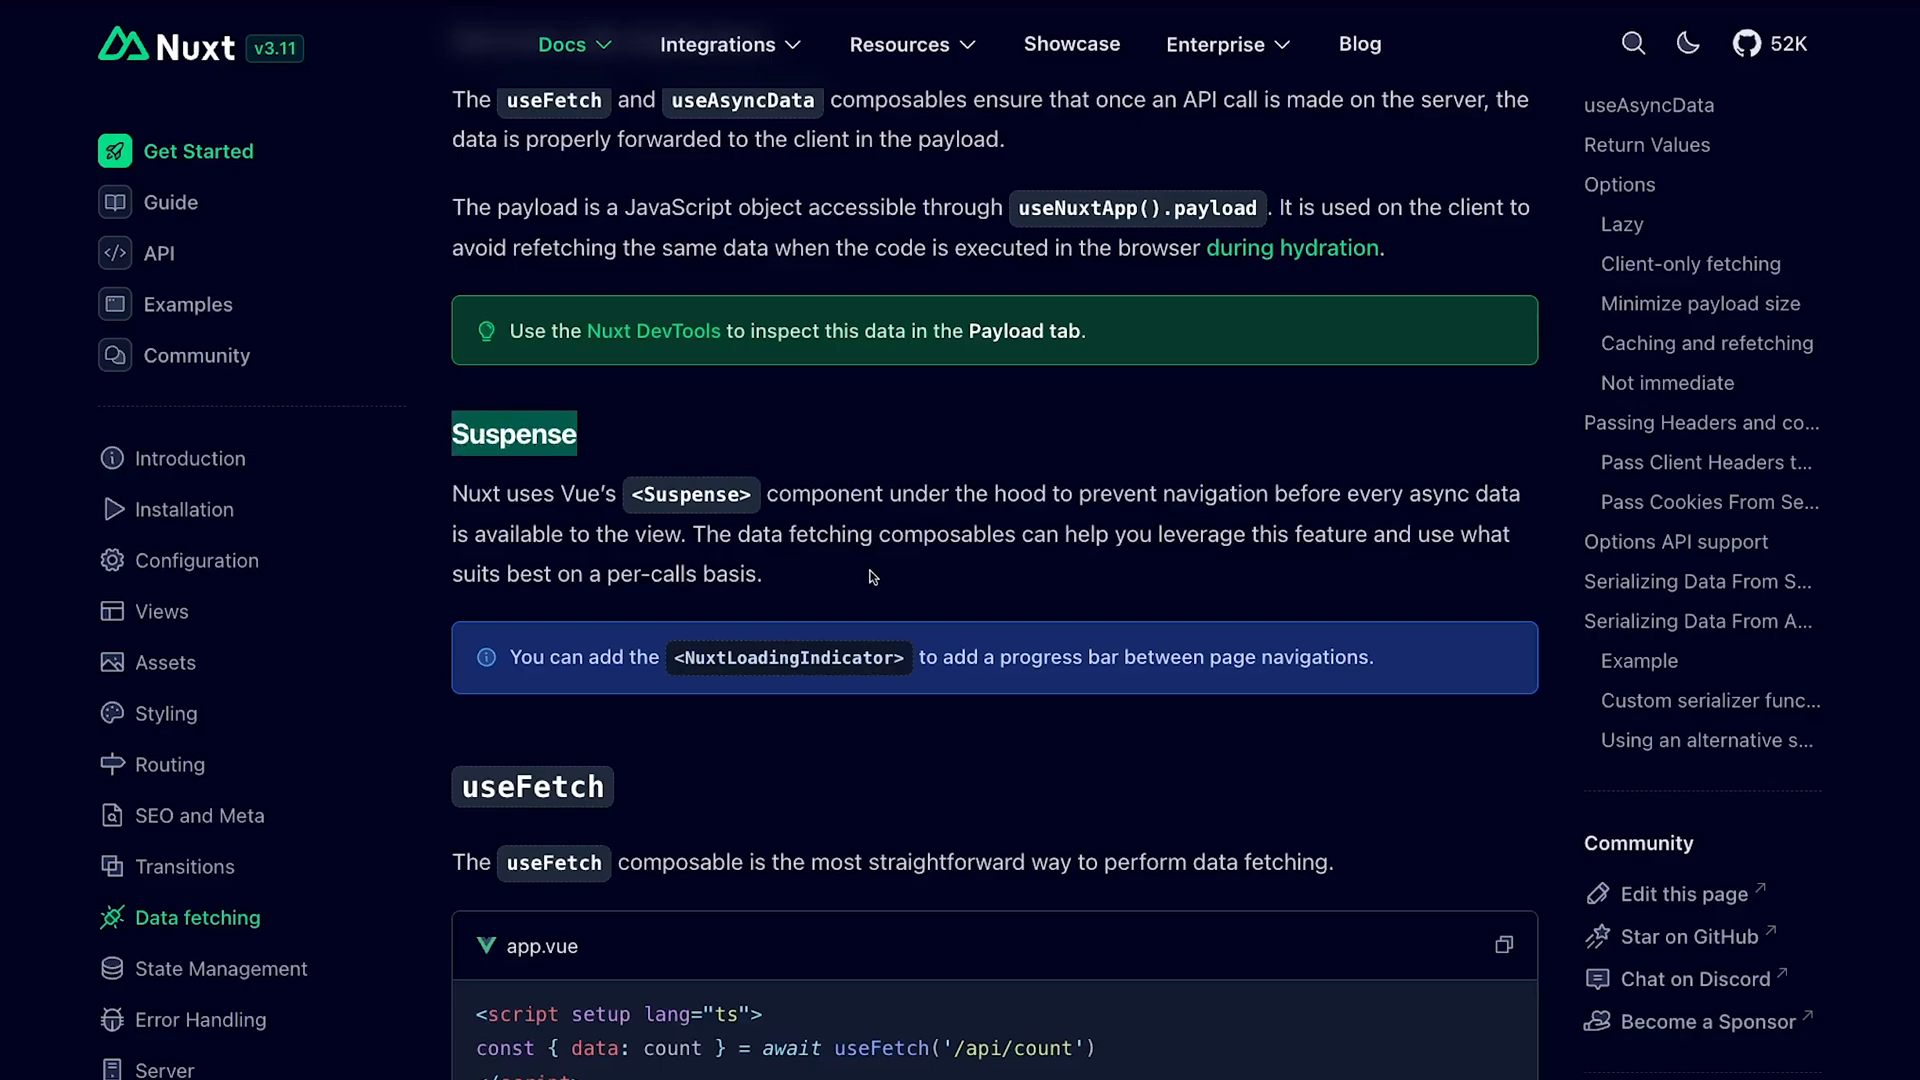 Nuxt v3.11
Docs
Integrations
Resources
Showcase
Enterprise
Blog
52K
Get Started
Guide
API
Examples
Community
Introduction
Installation
Configuration
Views
Assets
Styling
Routing
SEO and Meta
Transitions
Data fetching
State Management
Error Handling
Server
The useFetch and useAsyncData composables ensure that once an API call is made on the server, the
data is properly forwarded to the client in the payload.
The payload is a JavaScript object accessible through useNuxtApp().payload . It is used on the client to
avoid refetching the same data when the code is executed in the browser during hydration.
Use the Nuxt DevTools to inspect this data in the Payload tab.
Suspense
Nuxt uses Vue’s <Suspense> component under the hood to prevent navigation before every async data
is available to the view. The data fetching composables can help you leverage this feature and use what
suits best on a per-calls basis.
You can add the <NuxtLoadingIndicator> to add a progress bar between page navigations.
useFetch
The useFetch composable is the most straightforward way to perform data fetching.
app.vue
<script setup lang="ts">
const { data: count } = await useFetch('/api/count')
</script>
useAsyncData
Return Values
Options
Lazy
Client-only fetching
Minimize payload size
Caching and refetching
Not immediate
Passing Headers and co...
Pass Client Headers t...
Pass Cookies From Se...
Options API support
Serializing Data From S...
Serializing Data From A...
Example
Custom serializer func...
Using an alternative s...
Community
Edit this page
Star on GitHub
Chat on Discord
Become a Sponsor